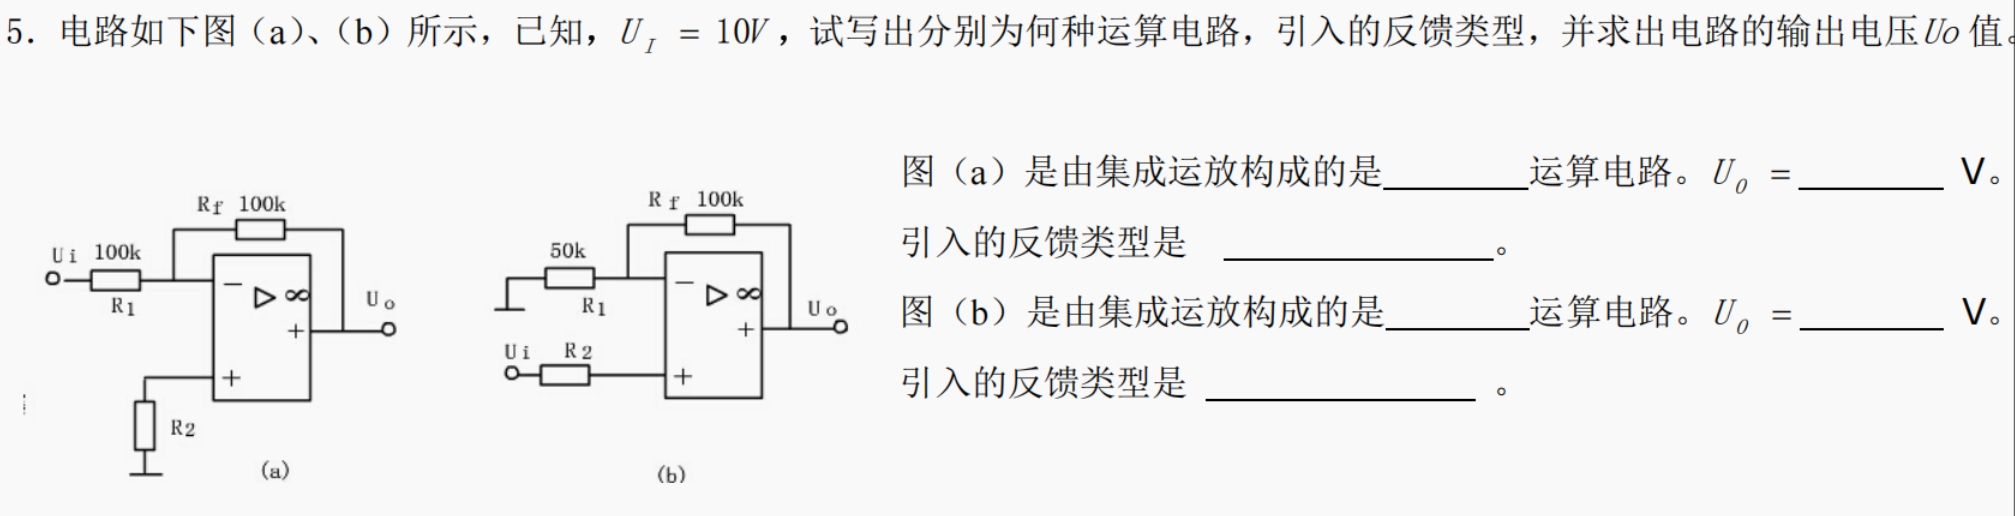 5. 电路如下图（a）、（b）所示，已知，U_I = 10V，试写出分别为何种运算电路，引入的反馈类型，并求出电路的输出电压Uo 值。
图（a）是由集成运放构成的是________运算电路。U_0 = ________ V。
引入的反馈类型是 _______________。
图（b）是由集成运放构成的是________运算电路。U_0 = ________ V。
引入的反馈类型是 _______________ 。
Rf 100k
Ui 100k
R1
▷ ∞
Uo
R2
(a)
Rf 100k
50k
R1
▷ ∞
Uo
Ui R2
(b)